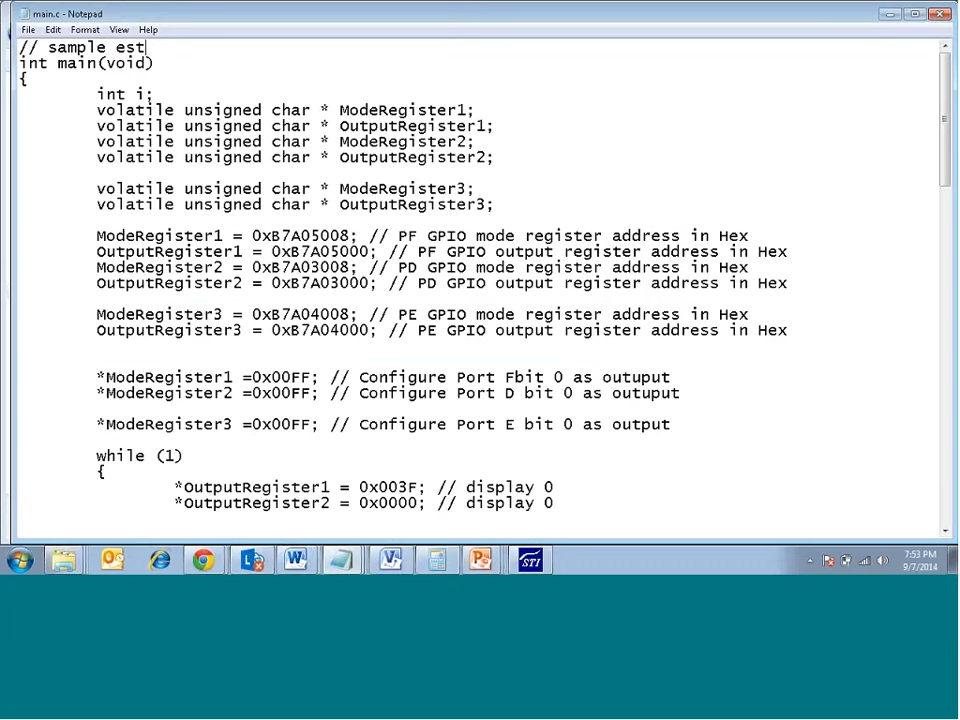 main.c - Notepad
File Edit Format View Help
// sample est
int main(void)
{
int i;
volatile unsigned char * ModeRegister1;
volatile unsigned char * OutputRegister1;
volatile unsigned char * ModeRegister2;
volatile unsigned char * OutputRegister2;
volatile unsigned char * ModeRegister3;
volatile unsigned char * OutputRegister3;
ModeRegister1 = 0xB7A05008; // PF GPIO mode register address in Hex
OutputRegister1 = 0xB7A05000; // PF GPIO output register address in Hex
ModeRegister2 = 0xB7A03008; // PD GPIO mode register address in Hex
OutputRegister2 = 0xB7A03000; // PD GPIO output register address in Hex
ModeRegister3 = 0xB7A04008; // PE GPIO mode register address in Hex
OutputRegister3 = 0xB7A04000; // PE GPIO output register address in Hex
*ModeRegister1 =0x00FF; // Configure Port Fbit 0 as outuput
*ModeRegister2 =0x00FF; // Configure Port D bit 0 as outuput
*ModeRegister3 =0x00FF; // Configure Port E bit 0 as output
while (1)
{
*OutputRegister1 = 0x003F; // display 0
*OutputRegister2 = 0x0000; // display 0
STI
7:53 PM
9/7/2014